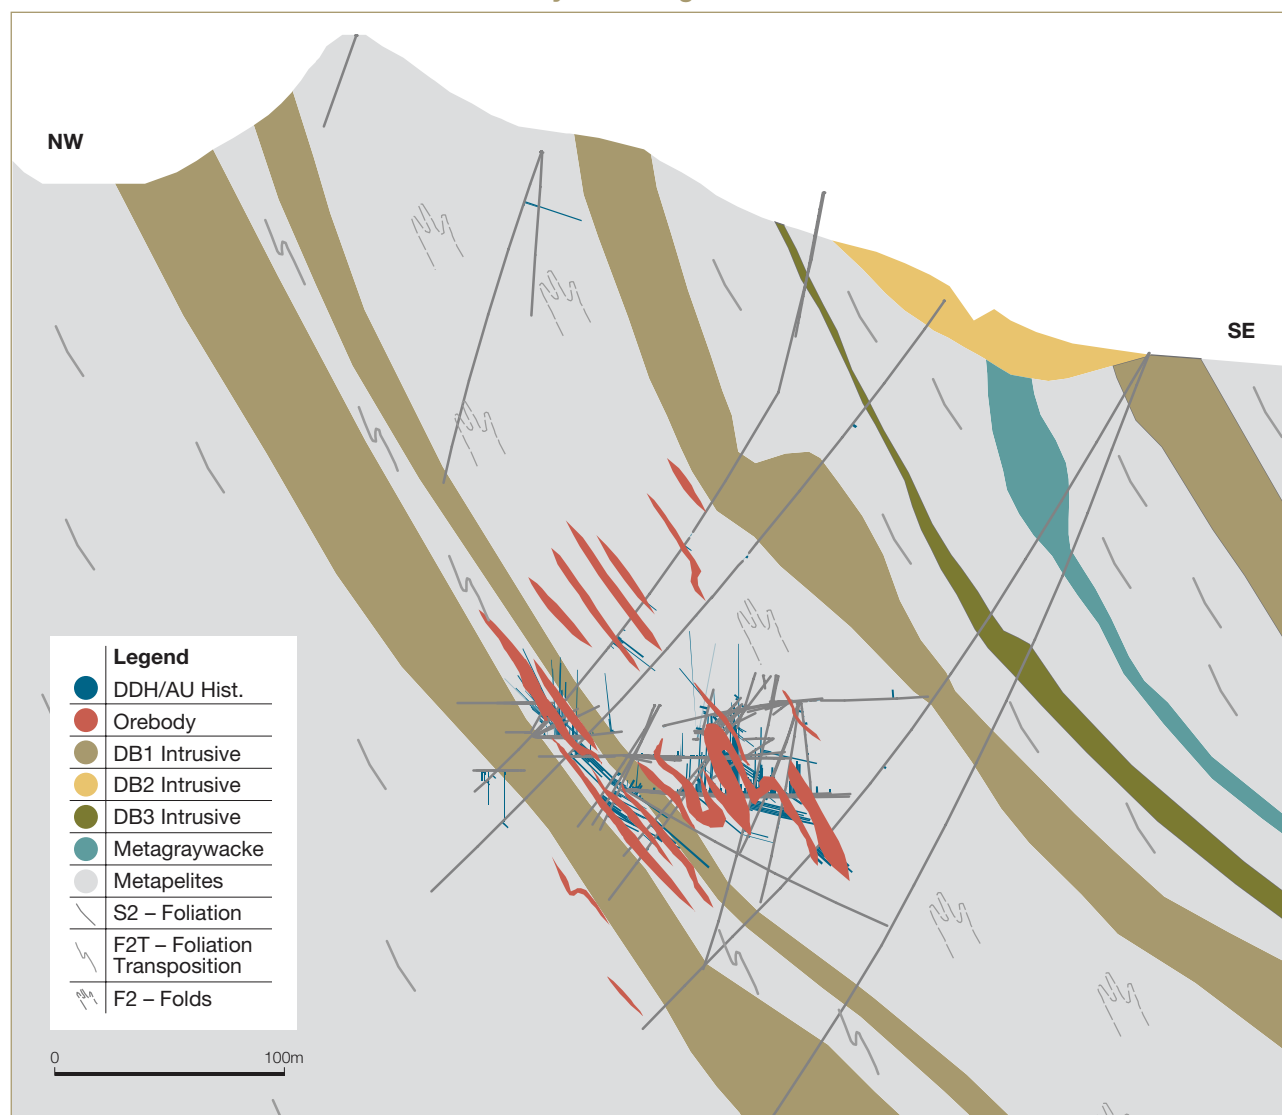 NW
SE
Legend
DDH/AU Hist.
Orebody
DB1 Intrusive
DB2 Intrusive
DB3 Intrusive
Metagraywacke
Metapelites
S2 – Foliation
F2T – Foliation
Transposition
F2 – Folds
0 100m